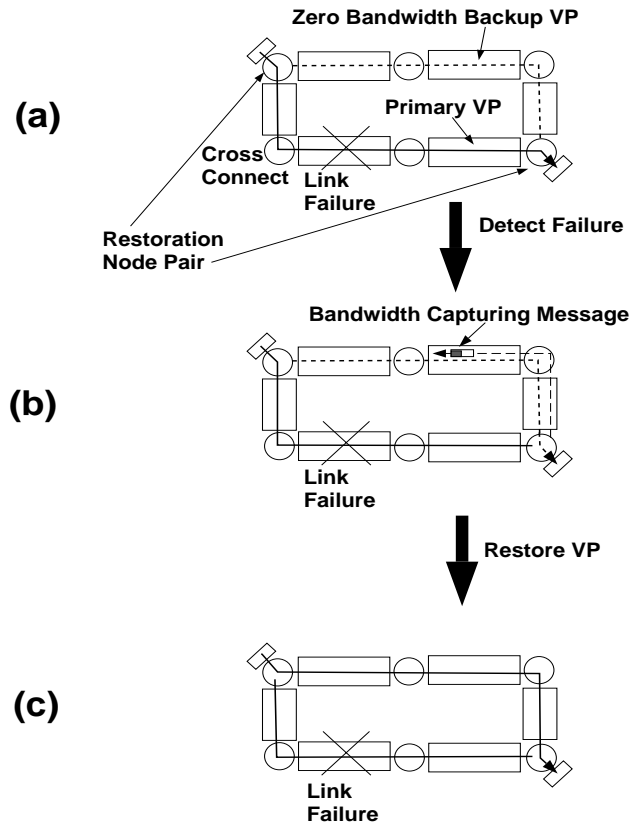 Zero Bandwidth Backup VP
(a)
Primary VP
Cross
Connect
Link
Failure
Restoration
Node Pair
Detect Failure
Bandwidth Capturing Message
(b)
Link
Failure
Restore VP
(c)
Link
Failure